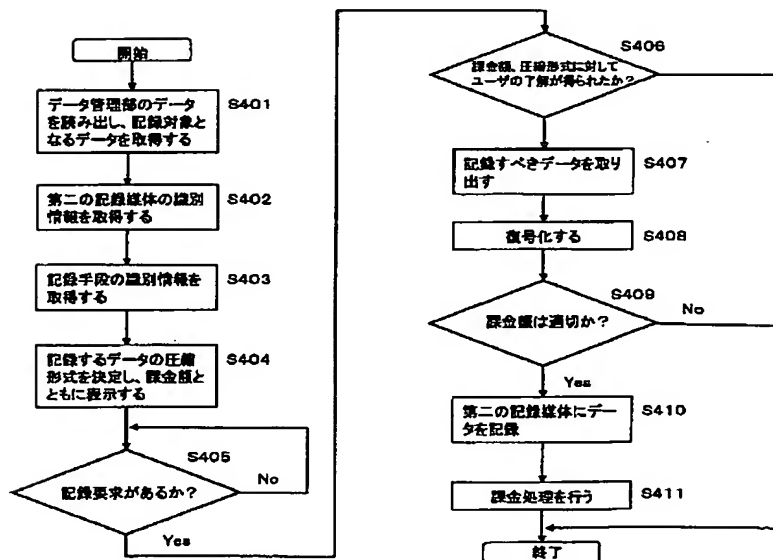 開始
データ管理部のデータ
を読み出し、記録対象と
なるデータを取得する
S401
第二の記録媒体の識別
情報を取得する
S402
記録手段の識別情報を
取得する
S403
記録するデータの圧縮
形式を決定し、課金額と
ともに表示する
S404
S405
記録要求があるか？
No
Yes
S406
課金額、圧縮形式に対して
ユーザの了解が得られたか？
記録すべきデータを取り
出す
S407
復号化する
S408
S409
課金額は適切か？
No
Yes
第二の記録媒体にデー
タを記録
S410
課金処理を行う
S411
終了